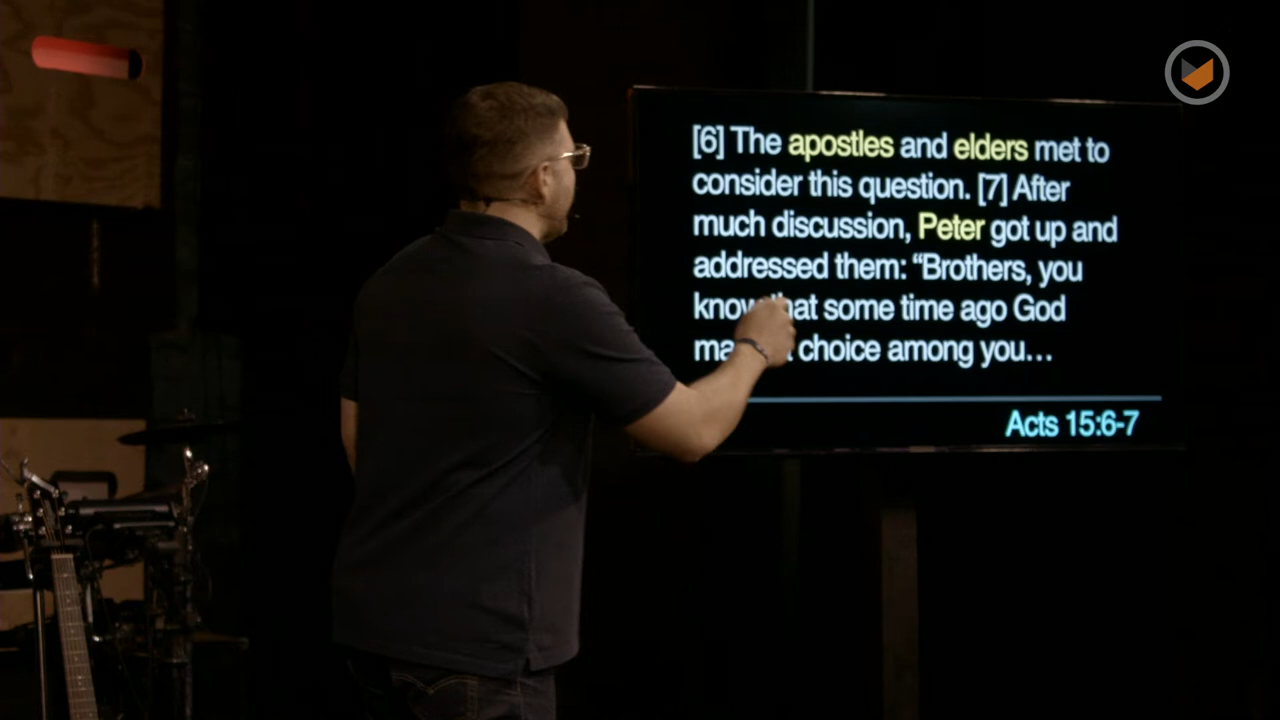 [6] The apostles and elders met to
consider this question. [7] After
much discussion, Peter got up and
addressed them: “Brothers, you
some time ago God
choice among you…
Acts 15:6-7